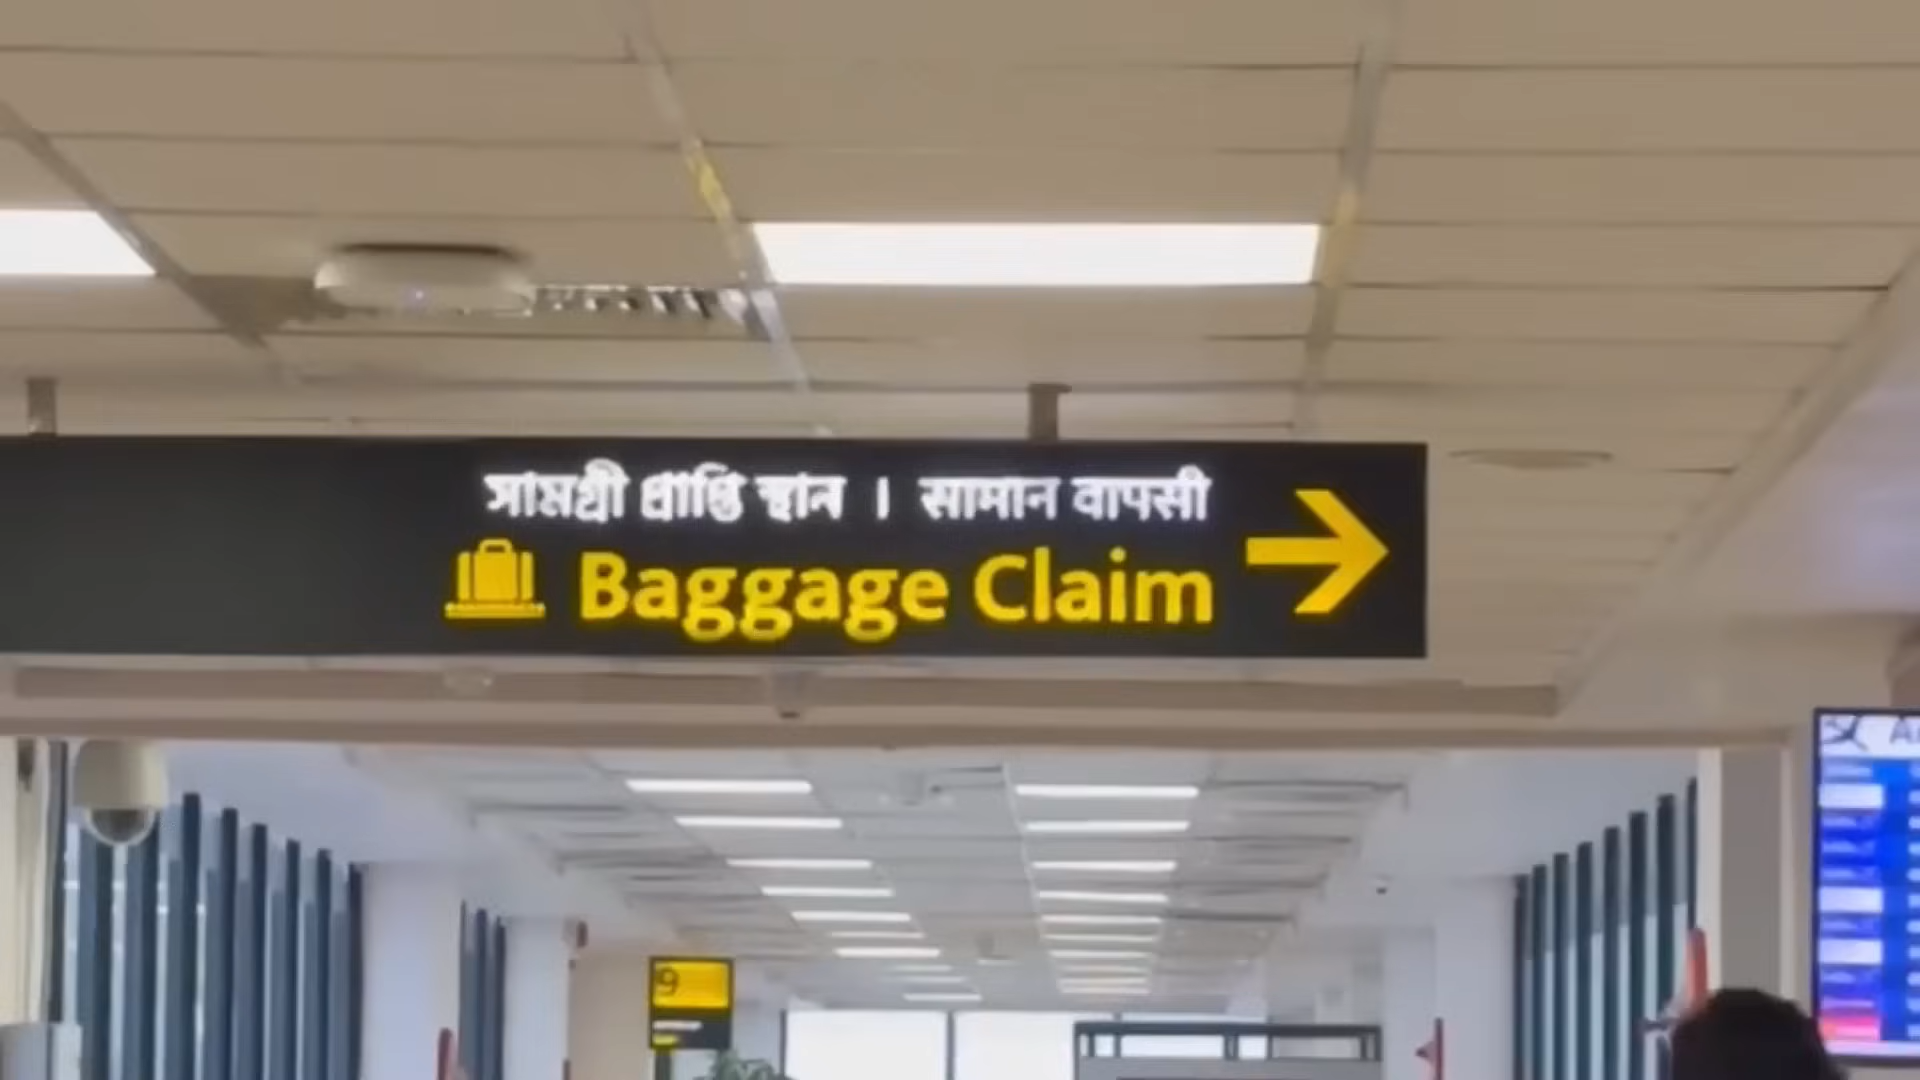 সামগ্রী প্রাপ্তি স্থান । सामान वापसी
Baggage Claim
9